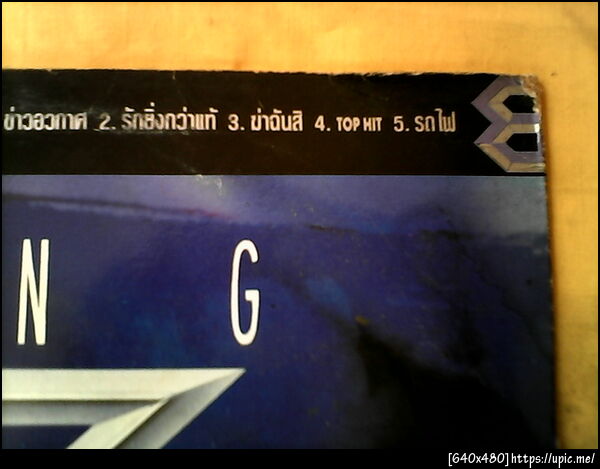 ข่าวอวกาศ 2. รักยิ่งกว่าแท้ 3. ฆ่าฉันสิ 4. TOP HIT 5. รถไฟ
N G
[640x480]https://upic.me/